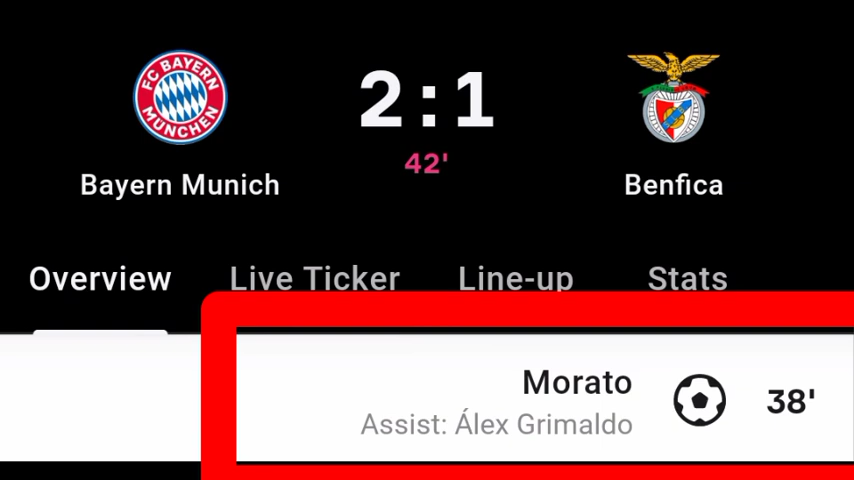 FC BAYERN
MÜNCHEN
2:1
42'
Bayern Munich
Benfica
Overview
Live Ticker
Line-up
Stats
Morato
38'
Assist: Álex Grimaldo